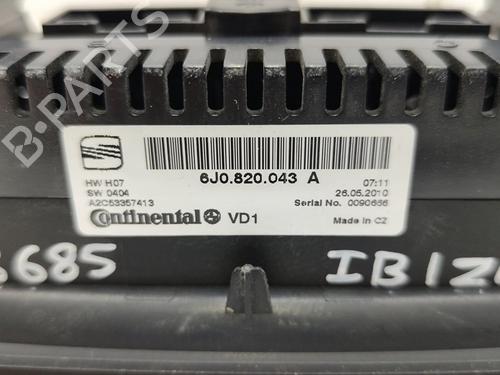 B-PARTS
6J0.820.043 A
HW H07 07:11
SW 0404 26.05.2010
A2C53357413 Serial No. 0090666
Continental VD1 Made in CZ
685 IBIZ